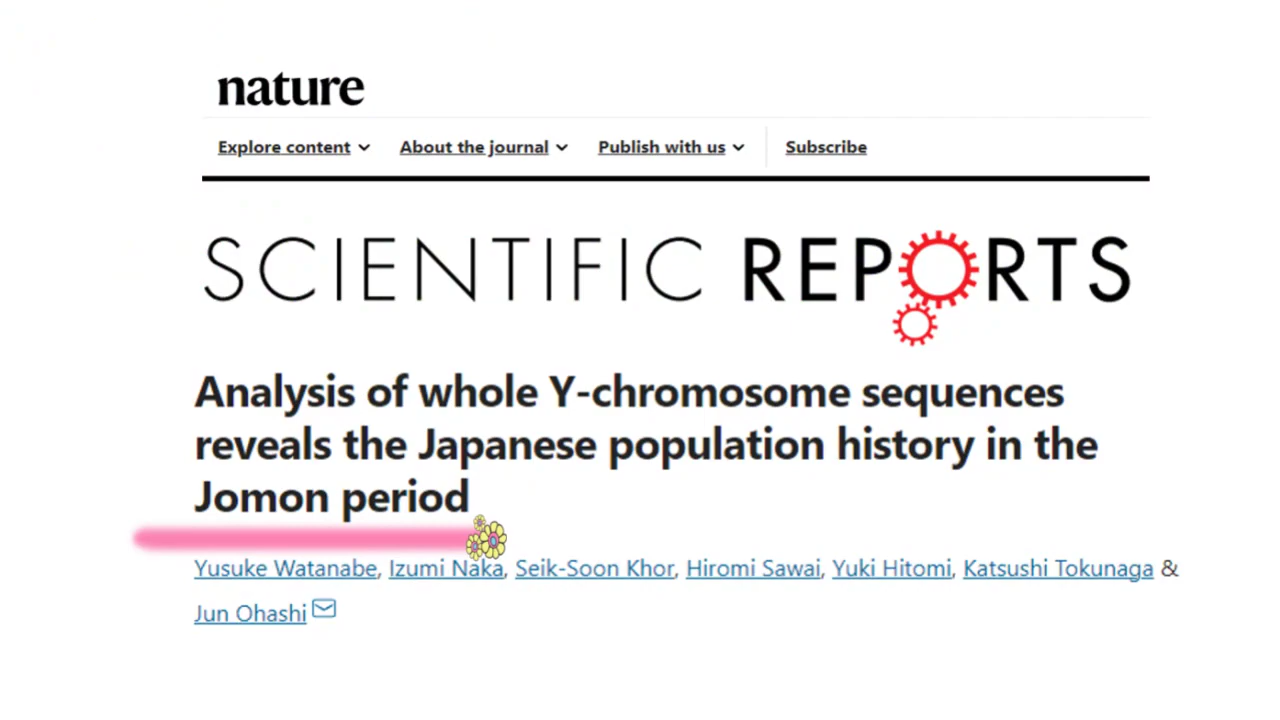 nature
Explore content About the journal Publish with us Subscribe
SCIENTIFIC REPORTS
Analysis of whole Y-chromosome sequences
reveals the Japanese population history in the
Jomon period
Yusuke Watanabe, Izumi Naka, Seik-Soon Khor, Hiromi Sawai, Yuki Hitomi, Katsushi Tokunaga &
Jun Ohashi